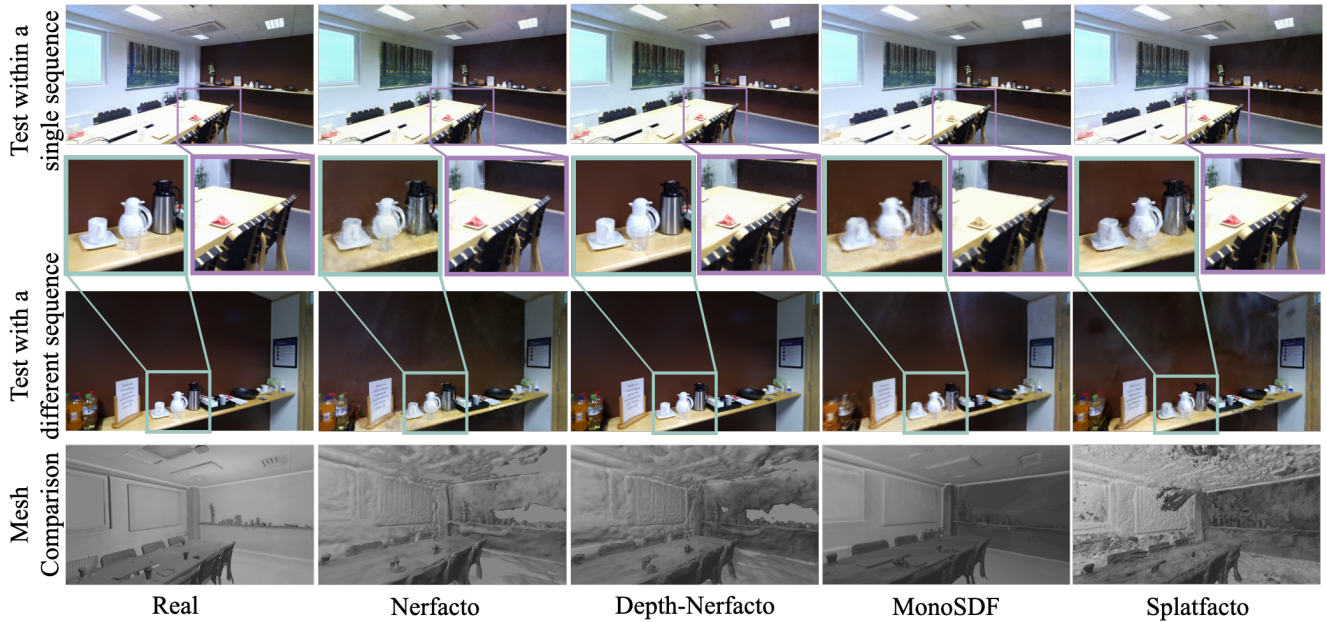 Test within a
single sequence
Test with a
different sequence
Mesh
Comparison
Real
Nerfacto
Depth-Nerfacto
MonoSDF
Splatfacto